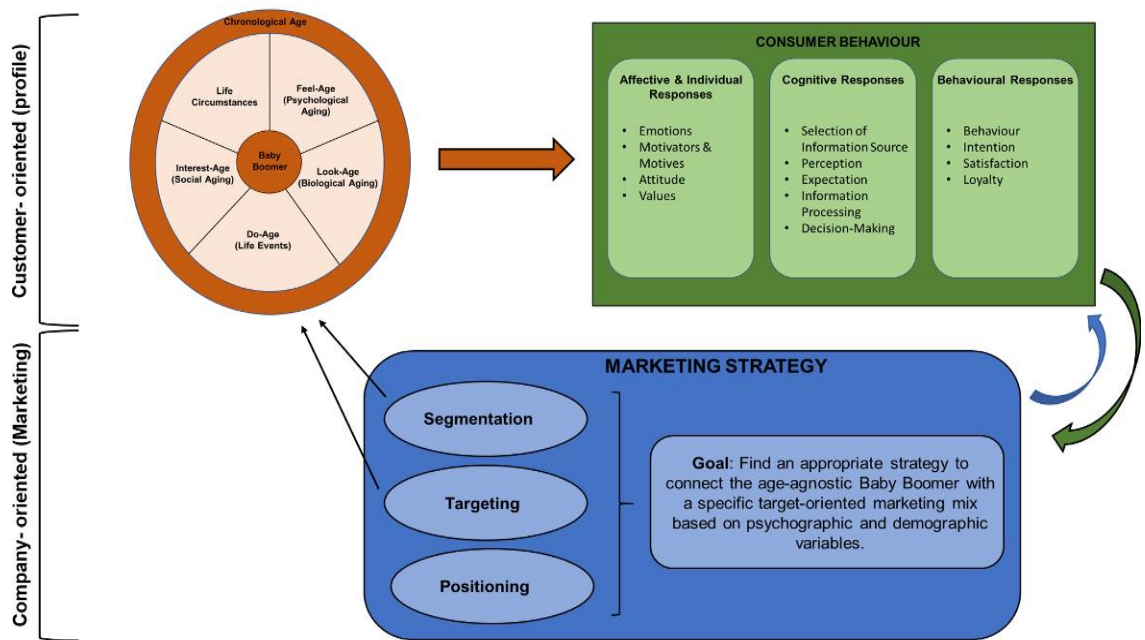 Customer- oriented (profile)
Chronological Age
Life
Circumstances
Feel-Age
(Psychological
Aging)
Interest-Age
(Social Aging)
Baby
Boomer
Look-Age
(Biological Aging)
Do-Age
(Life Events)
CONSUMER BEHAVIOUR
Affective & Individual
Responses
• Emotions
• Motivators &
Motives
• Attitude
• Values
Cognitive Responses
• Selection of
Information Source
• Perception
• Expectation
• Information
Processing
• Decision-Making
Behavioural Responses
• Behaviour
• Intention
• Satisfaction
• Loyalty
Company- oriented (Marketing)
MARKETING STRATEGY
Segmentation
Targeting
Positioning
Goal: Find an appropriate strategy to
connect the age-agnostic Baby Boomer with
a specific target-oriented marketing mix
based on psychographic and demographic
variables.